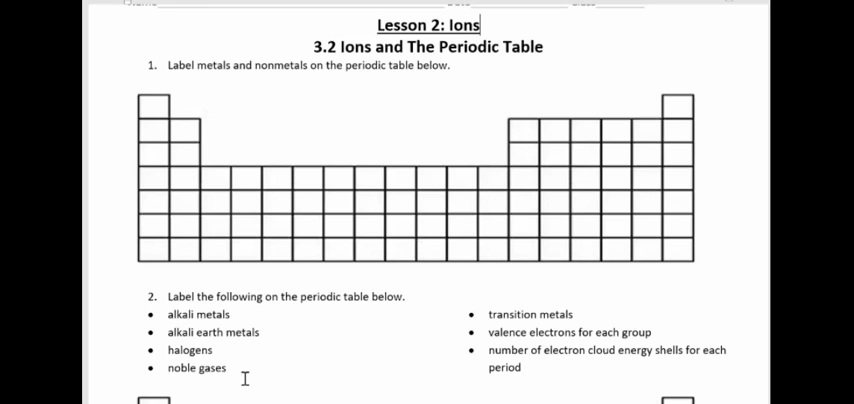 Lesson 2: Ions
3.2 Ions and The Periodic Table
1. Label metals and nonmetals on the periodic table below.
2. Label the following on the periodic table below.
• alkali metals
• alkali earth metals
• halogens
• noble gases
• transition metals
• valence electrons for each group
• number of electron cloud energy shells for each
period